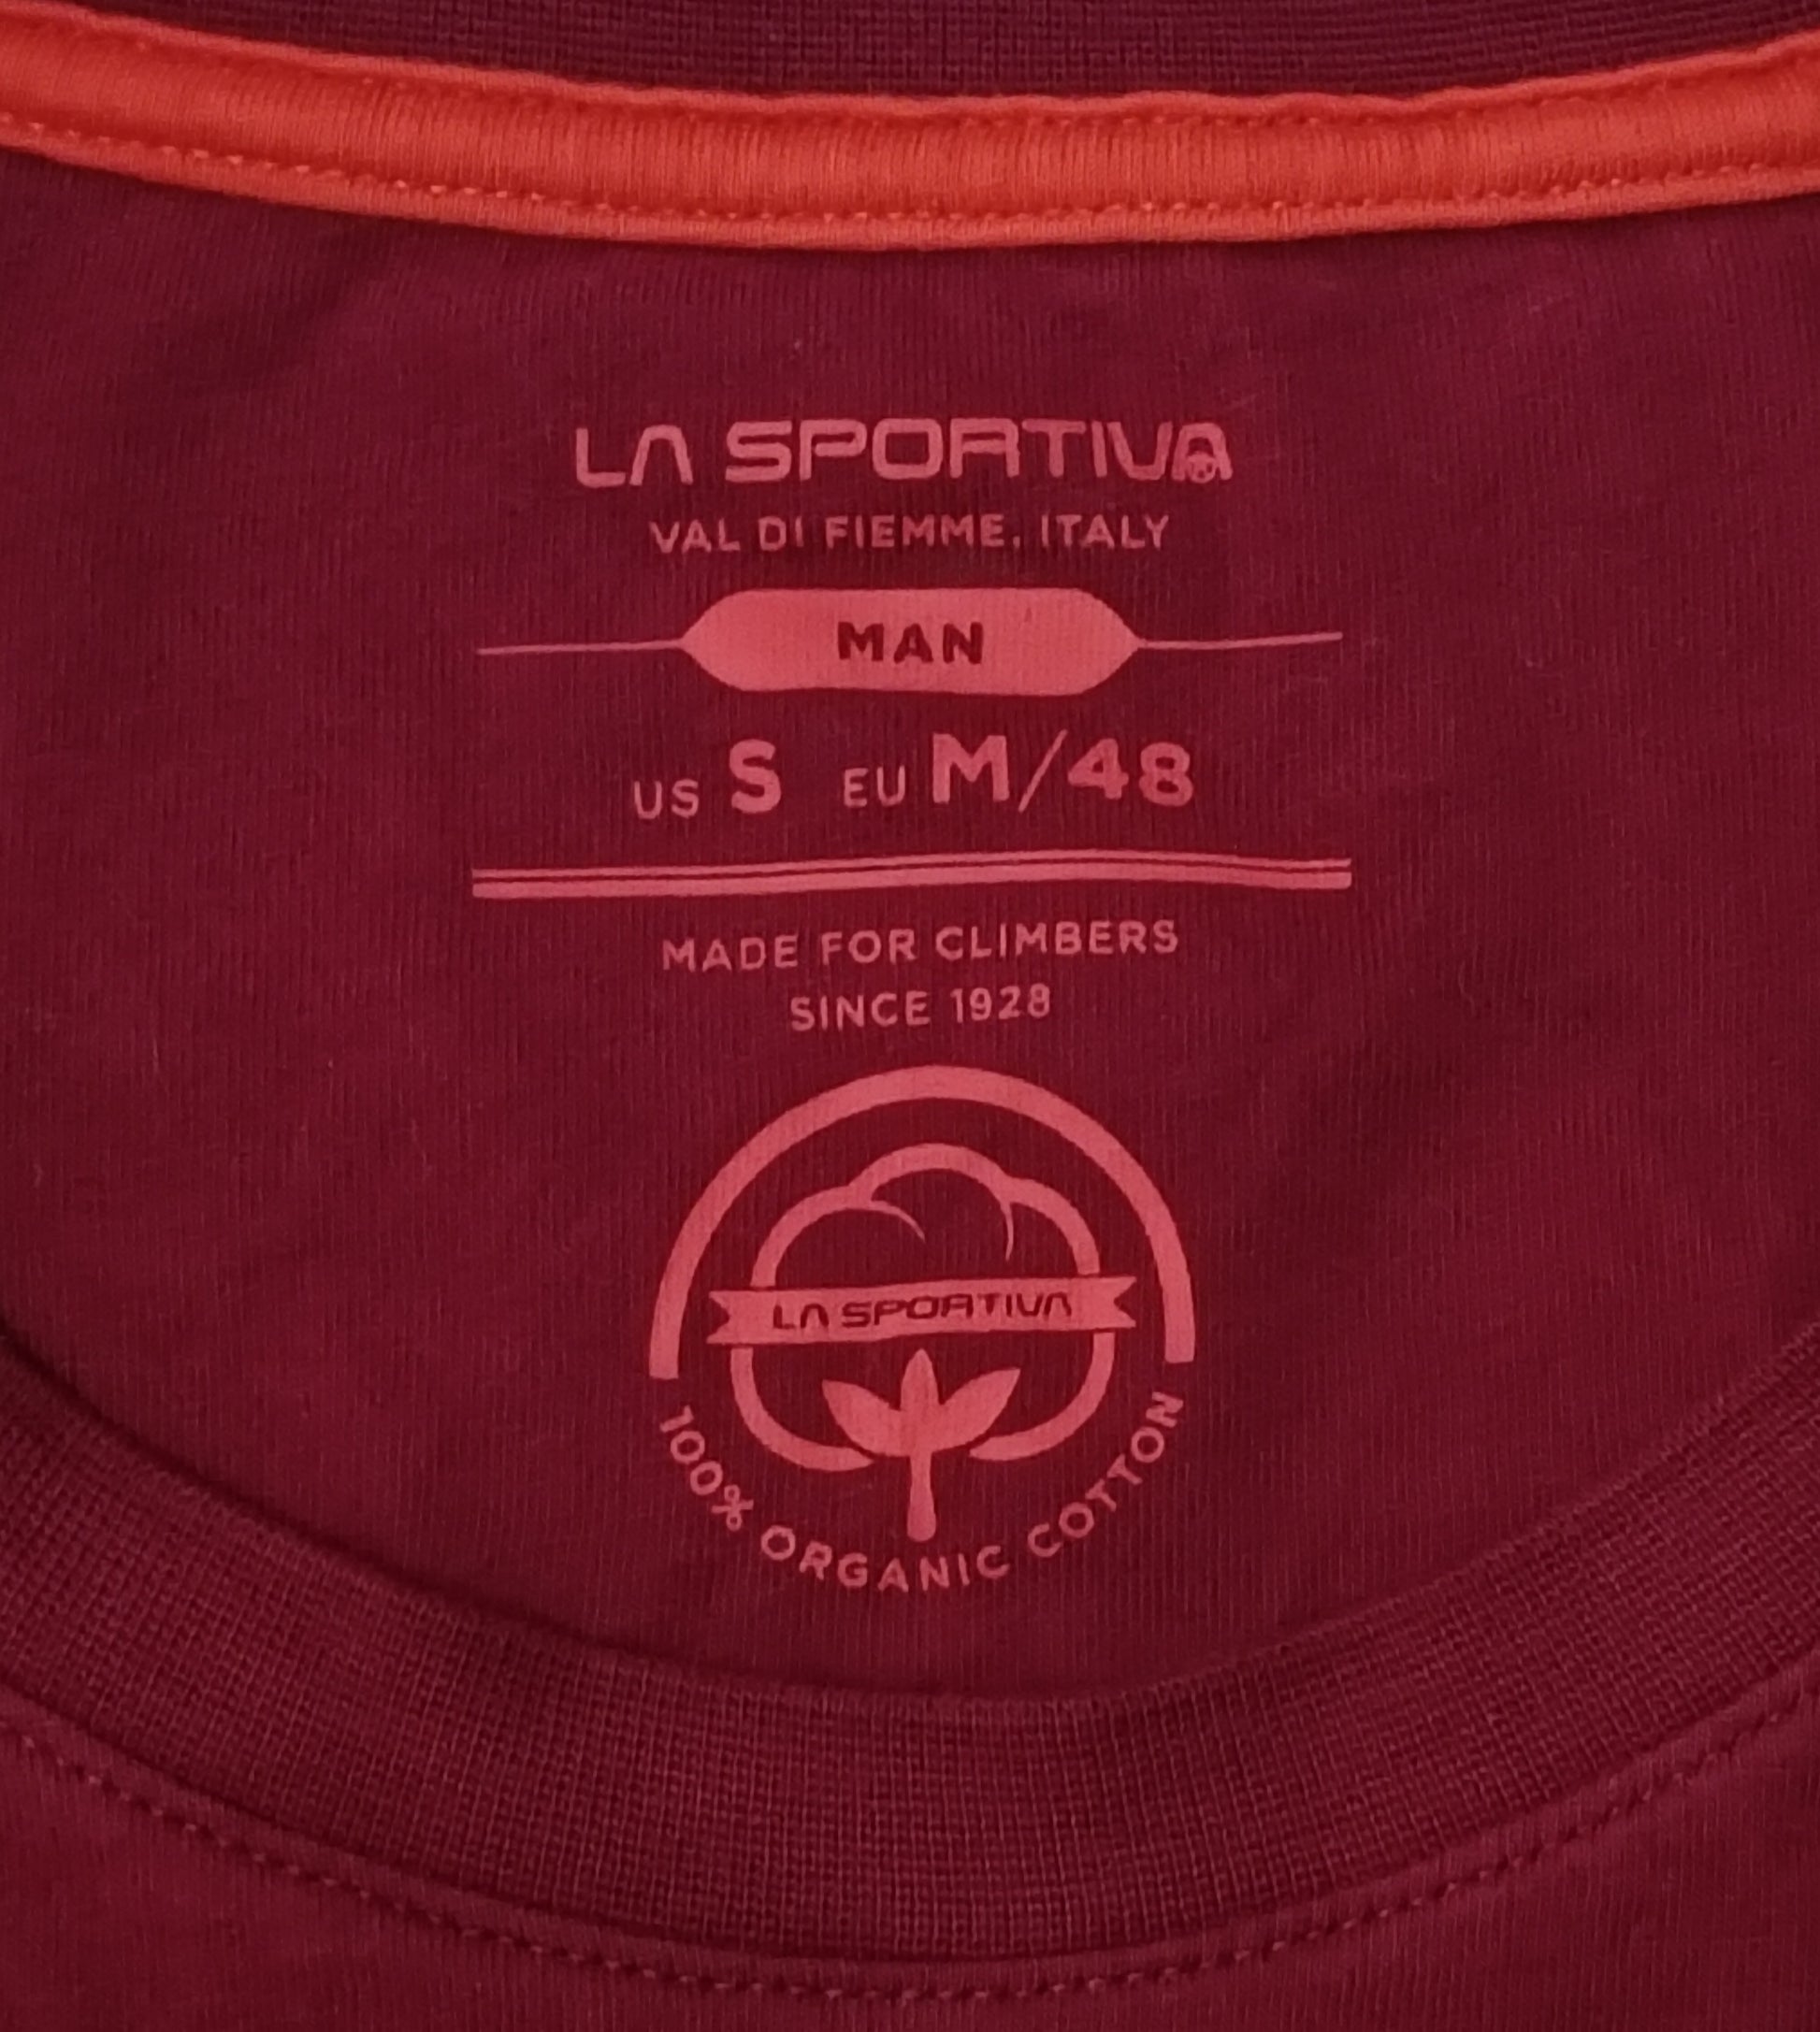 LA SPORTIVA
VAL DI FIEMME, ITALY
MAN
US S EU M/48
MADE FOR CLIMBERS
SINCE 1928
LA SPORTIVA
100% ORGANIC COTTON